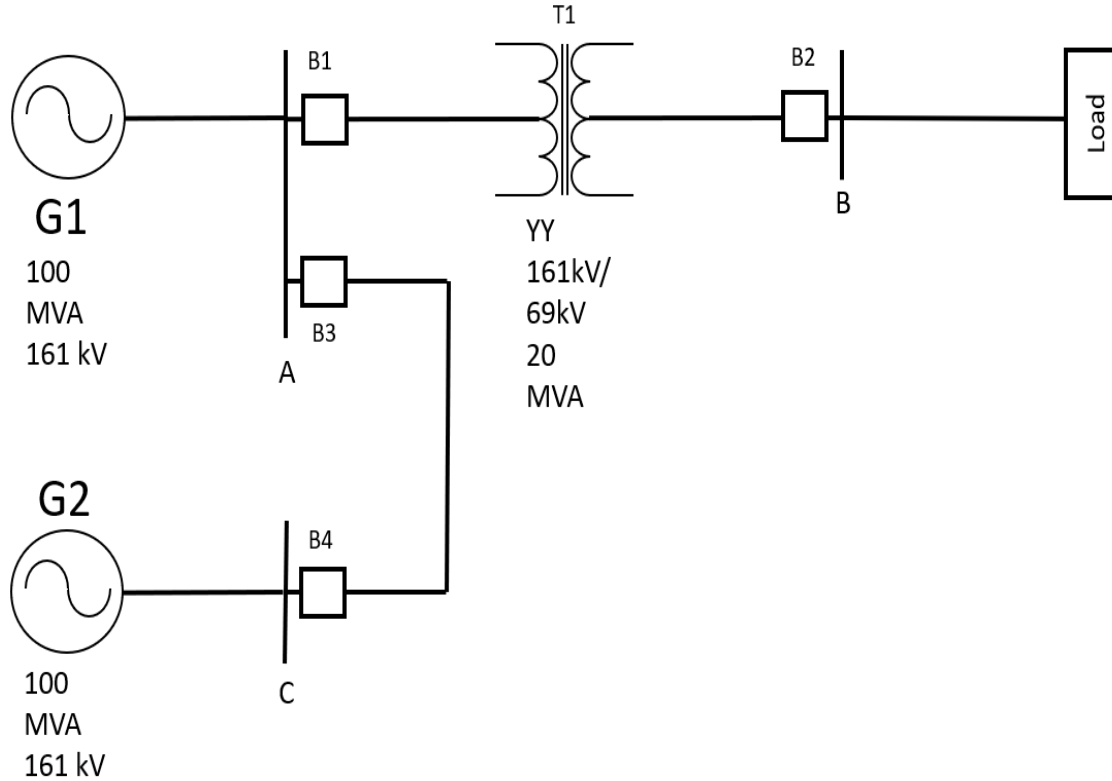 T1
B1
B2
Load
G1
100
MVA
161 kV
B3
A
YY
161kV/
69kV
20
MVA
B
G2
B4
100
MVA
161 kV
C